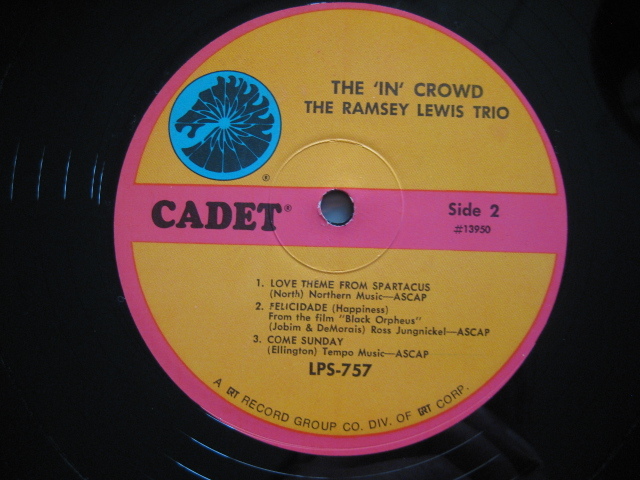 THE 'IN' CROWD
THE RAMSEY LEWIS TRIO
®
CADET®
Side 2
#13950
1. LOVE THEME FROM SPARTACUS
(North) Northern Music—ASCAP
2. FELICIDADE (Happiness)
From the film "Black Orpheus"
(Jobim & DeMorais) Ross Jungnickel—ASCAP
3. COME SUNDAY
(Ellington) Tempo Music—ASCAP
LPS-757
A GRT RECORD GROUP CO. DIV. OF GRT CORP.